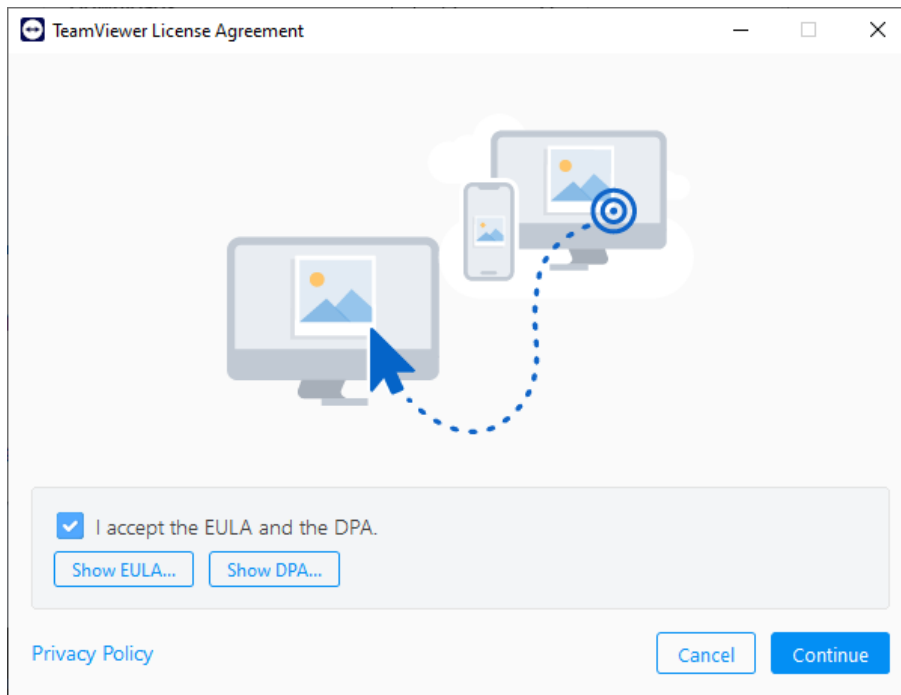 TeamViewer License Agreement
I accept the EULA and the DPA.
Show EULA...
Show DPA...
Privacy Policy
Cancel
Continue